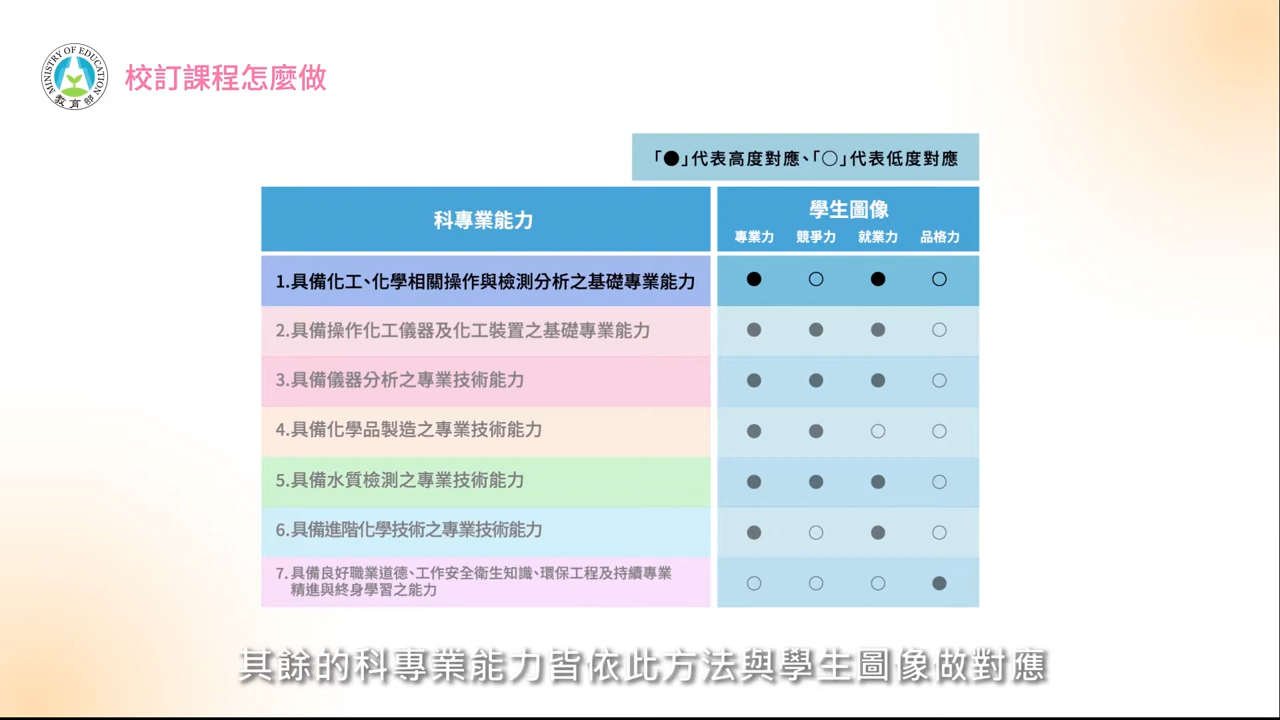 MINISTRY OF EDUCATION
教育部
校訂課程怎麼做
「●」代表高度對應、「○」代表低度對應
科專業能力
學生圖像
專業力 競爭力 就業力 品格力
1.具備化工、化學相關操作與檢測分析之基礎專業能力 ● ○ ● ○
2.具備操作化工儀器及化工裝置之基礎專業能力 ● ● ● ○
3.具備儀器分析之專業技術能力 ● ● ● ○
4.具備化學品製造之專業技術能力 ● ● ○ ○
5.具備水质檢測之專業技術能力 ● ● ● ○
6.具備進階化學技術之專業技術能力 ● ○ ● ○
7.具備良好職業道德、工作安全衛生知識、環保工程及持續專業
精進與終身學習之能力 ○ ○ ○ ●
其餘的科專業能力皆依此方法與學生圖像做對應